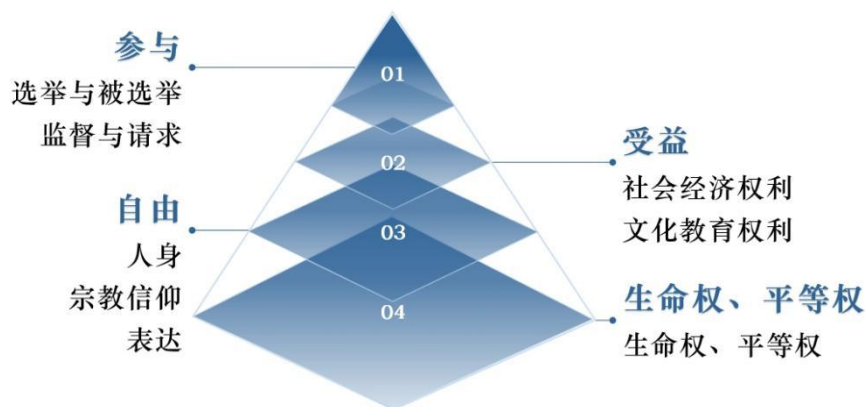 参与
选举与被选举
监督与请求
01
02
受益
社会经济权利
文化教育权利
自由
人身
宗教信仰
表达
03
04
生命权、平等权
生命权、平等权